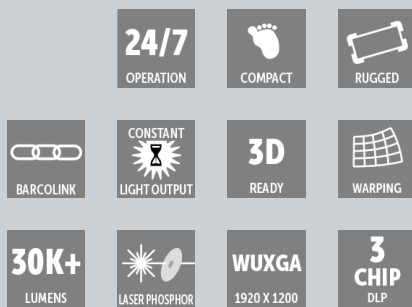 24/7
OPERATION
COMPACT
RUGGED
BARCOLINK
CONSTANT
LIGHT OUTPUT
3D
READY
WARPING
30K+
LUMENS
LASER PHOSPHOR
WUXGA
1920 X 1200
3
CHIP
DLP